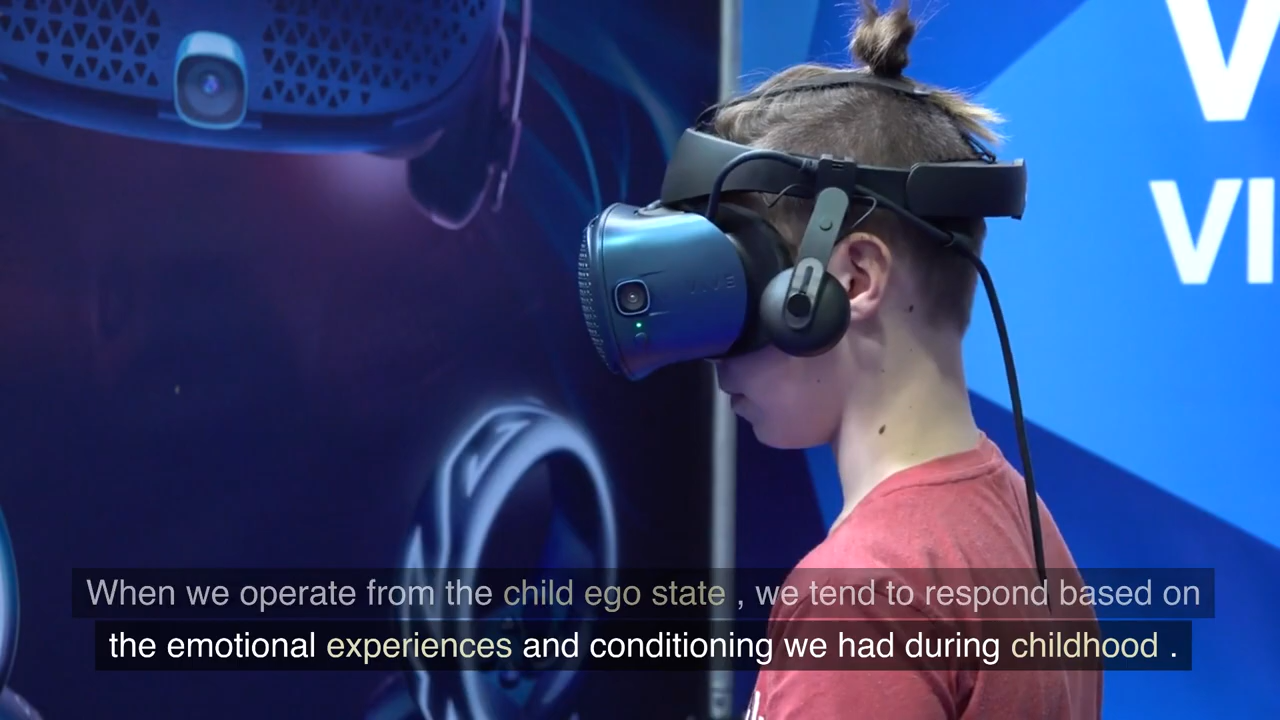 V
VI
VIVE
When we operate from the child ego state , we tend to respond based on
the emotional experiences and conditioning we had during childhood .